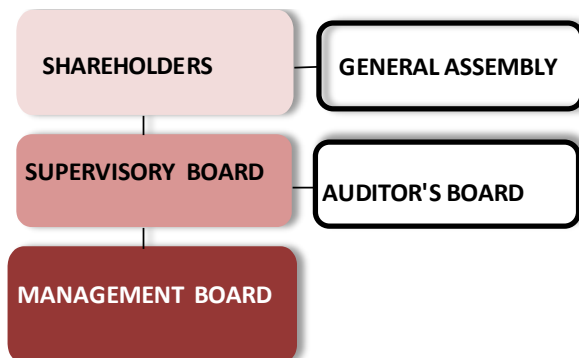 SHAREHOLDERS
GENERAL ASSEMBLY
SUPERVISORY BOARD
AUDITOR'S BOARD
MANAGEMENT BOARD